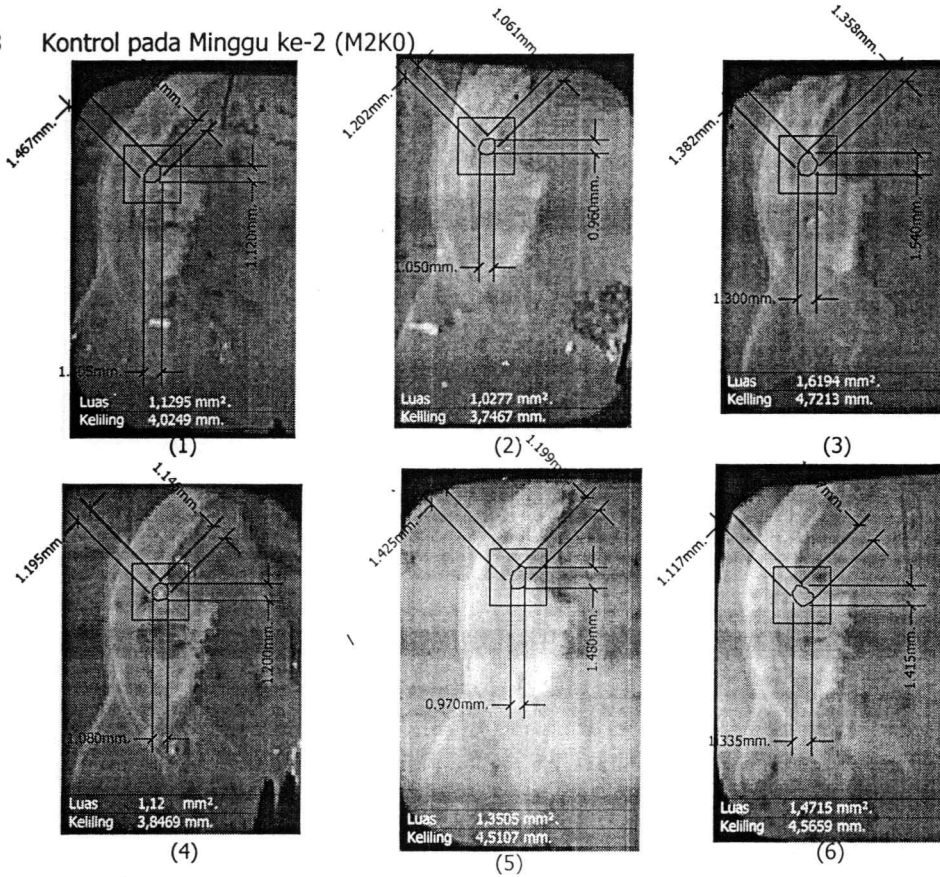 3 Kontrol pada Minggu ke-2 (M2K0)
1.467mm.
1.120mm.
Luas 1,1295 mm².
Keliling 4,0249 mm.
(1)
1.061mm.
1.202mm.
0.960mm.
1.050mm.
Luas 1,0277 mm².
Keliling 3,7467 mm.
(2)
1.358mm.
1.382mm.
1.540mm.
1.300mm.
Luas 1,6194 mm².
Keliling 4,7213 mm.
(3)
1.195mm.
1.200mm.
1.080mm.
Luas 1,12 mm².
Keliling 3,8469 mm.
(4)
1.199mm.
1.425mm.
1.480mm.
0.970mm.
Luas 1,3505 mm².
Keliling 4,5107 mm.
(5)
1.117mm.
1.415mm.
1.335mm.
Luas 1,4715 mm².
Keliling 4,5659 mm.
(6)